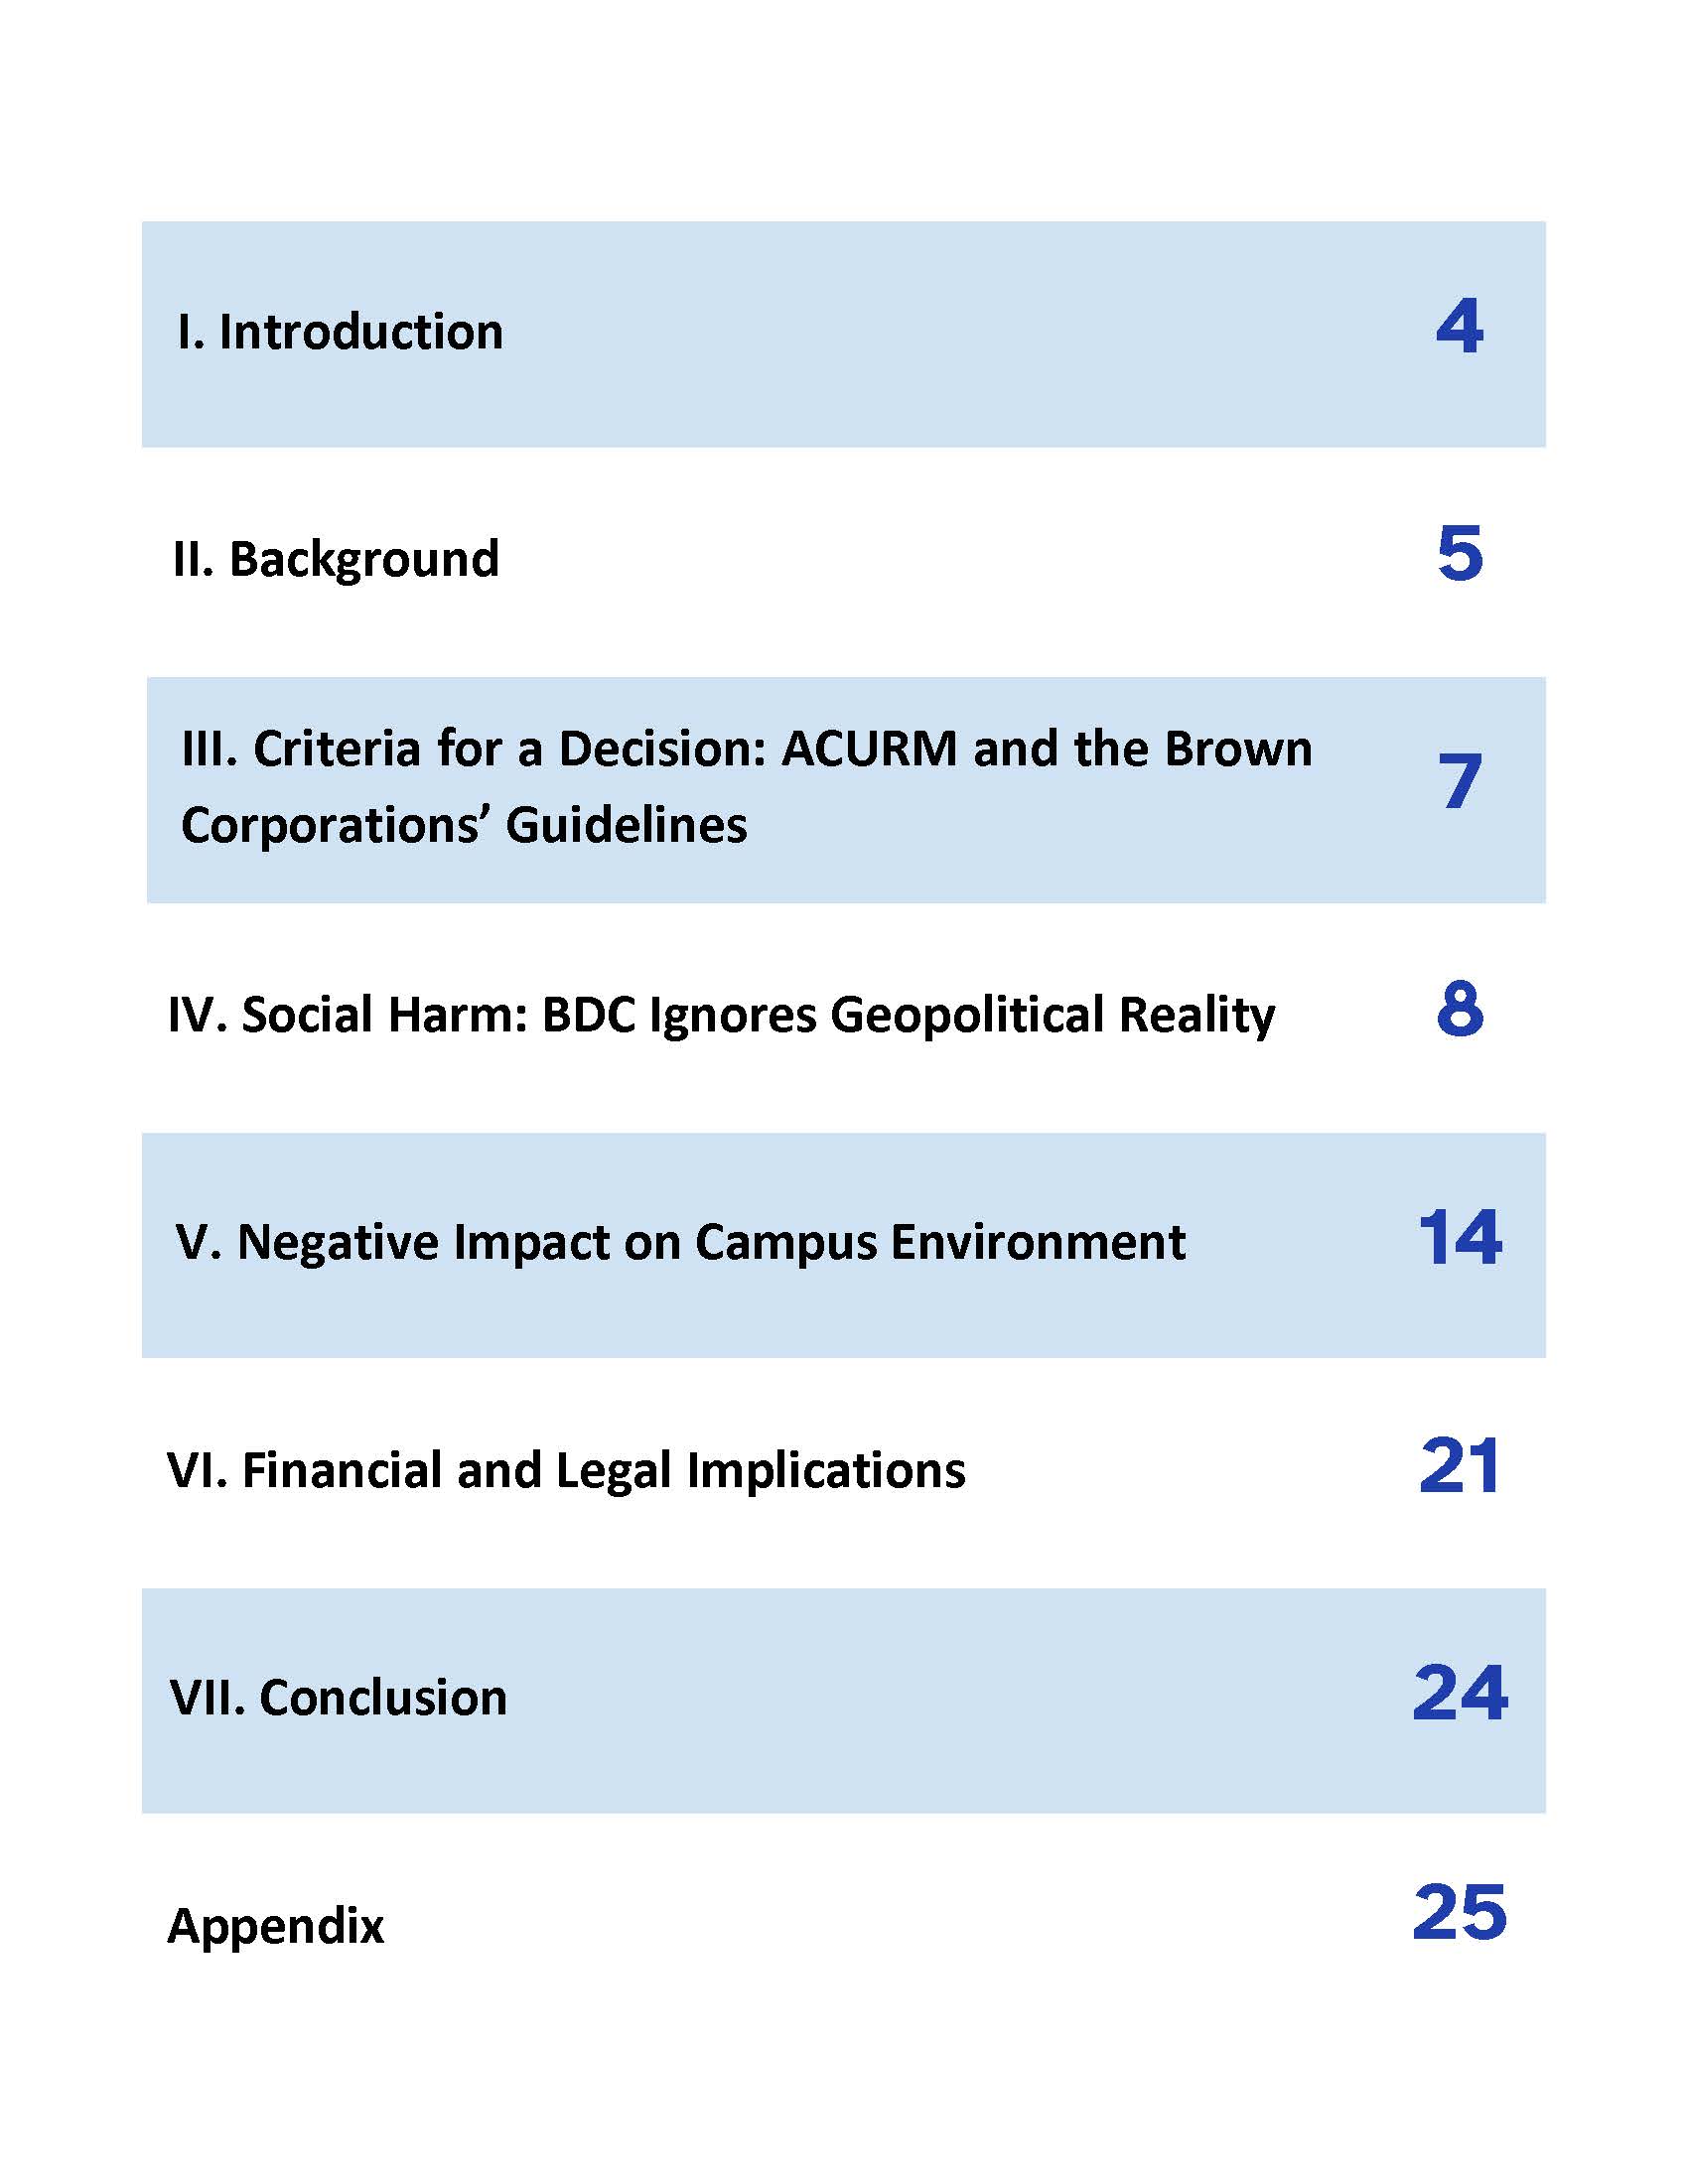 I. Introduction 4
II. Background 5
III. Criteria for a Decision: ACURM and the Brown
Corporations’ Guidelines 7
IV. Social Harm: BDC Ignores Geopolitical Reality 8
V. Negative Impact on Campus Environment 14
VI. Financial and Legal Implications 21
VII. Conclusion 24
Appendix 25